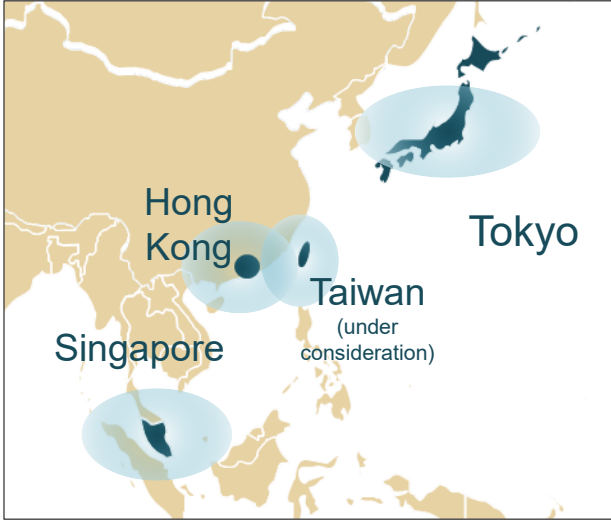 Hong
Kong
Tokyo
Taiwan
(under
consideration)
Singapore